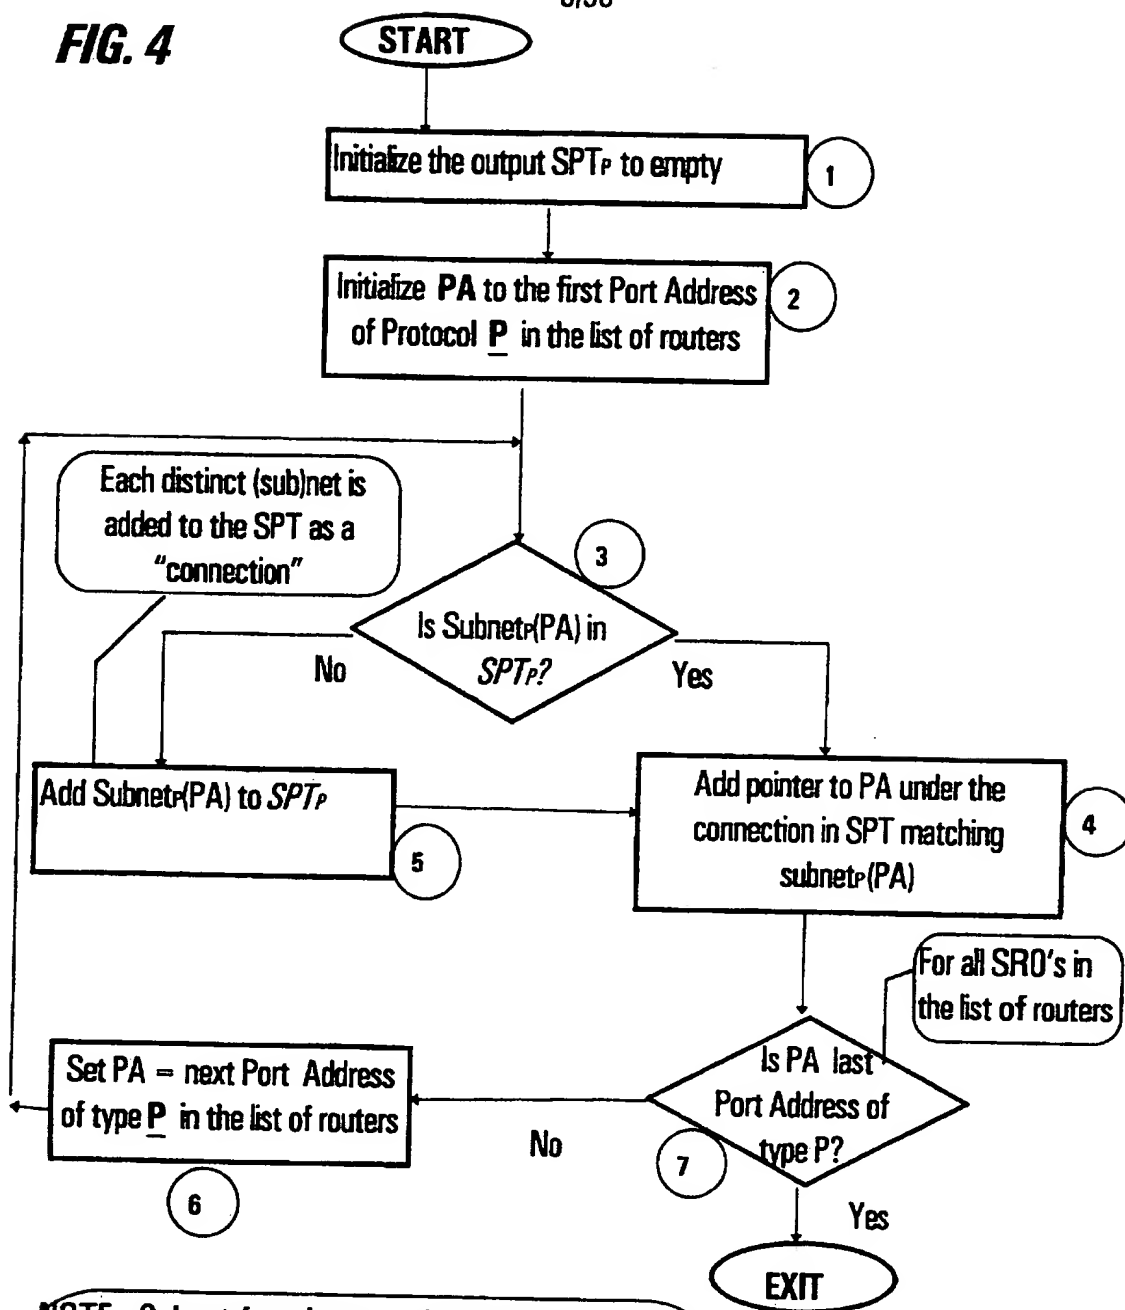 FIG. 4
START
Initialize the output SPTP to empty
1
Initialize PA to the first Port Address
of Protocol P in the list of routers
2
Each distinct (sub)net is
added to the SPT as a
"connection"
3
Is SubnetP(PA) in
SPTP?
No
Yes
Add SubnetP(PA) to SPTP
5
Add pointer to PA under the
connection in SPT matching
subnetP(PA)
4
For all SRO's in
the list of routers
Is PA last
Port Address of
type P?
7
Set PA = next Port Address
of type P in the list of routers
6
No
Yes
EXIT